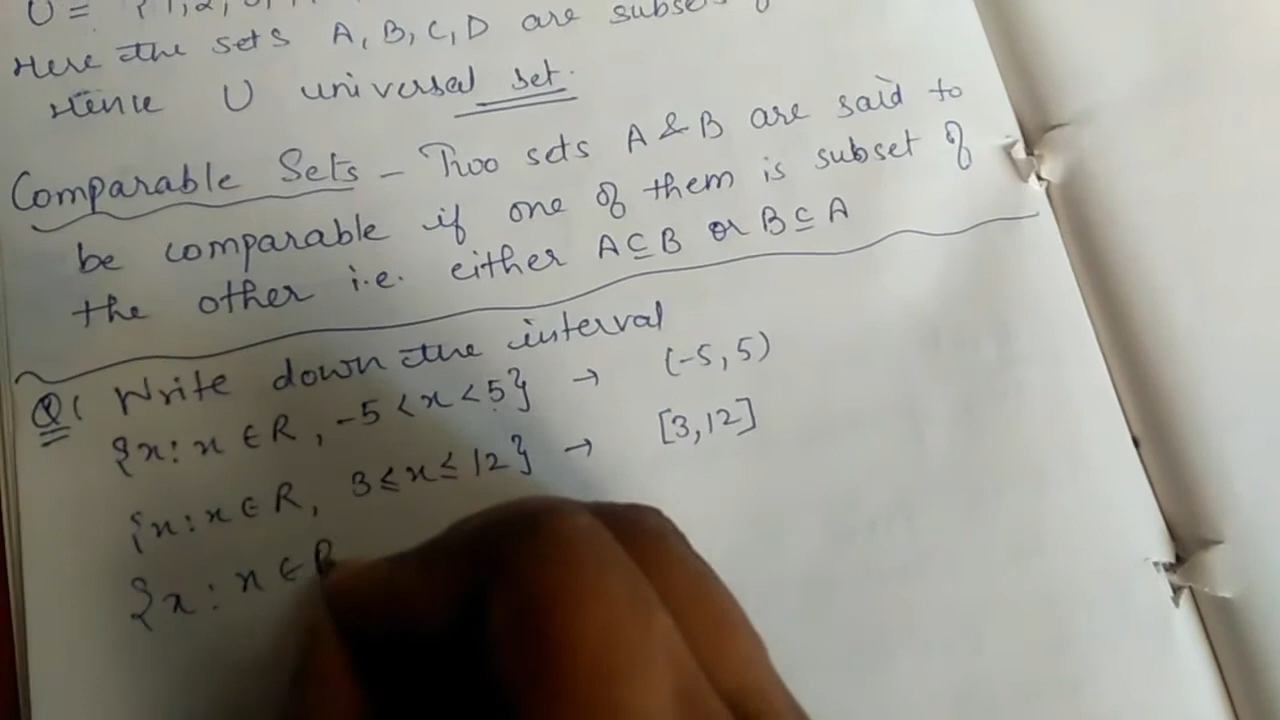 U = {1, 2,
Here the sets A, B, C, D are
Hence U universal set.
Comparable Sets - Two sets A & B are said to
be comparable if one of them is subset of
the other i.e. either A ⊆ B or B ⊆ A
Q1 Write down the interval
{x : x ∈ R, -5 < x < 5} → (-5, 5)
{x : x ∈ R, 3 ≤ x ≤ 12} → [3, 12]
{x : x ∈ R